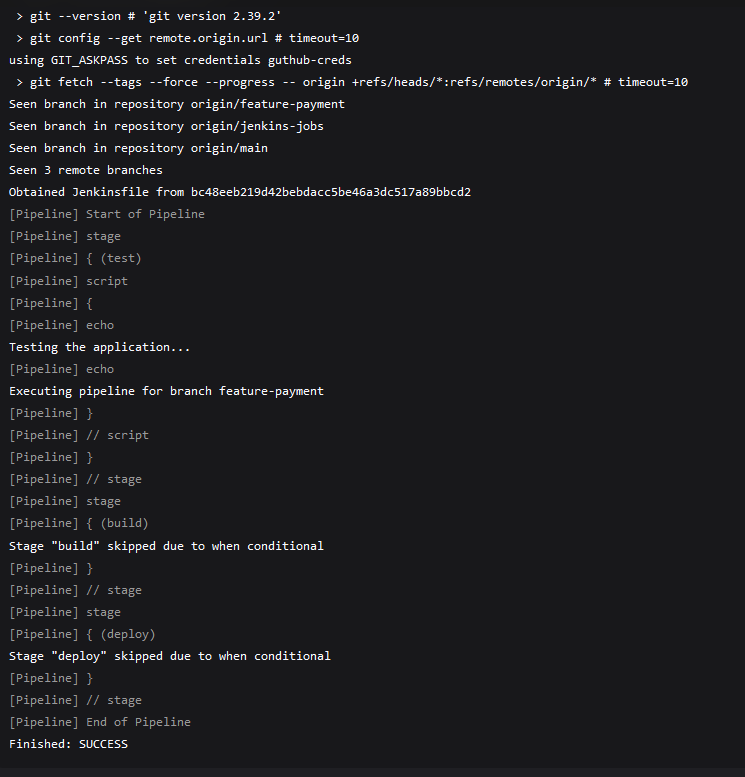 > git --version # 'git version 2.39.2'
> git config --get remote.origin.url # timeout=10
using GIT_ASKPASS to set credentials guthub-creds
> git fetch --tags --force --progress -- origin +refs/heads/*:refs/remotes/origin/* # timeout=10
Seen branch in repository origin/feature-payment
Seen branch in repository origin/jenkins-jobs
Seen branch in repository origin/main
Seen 3 remote branches
Obtained Jenkinsfile from bc48eeb219d42bebdacc5be46a3dc517a89bbcd2
[Pipeline] Start of Pipeline
[Pipeline] stage
[Pipeline] { (test)
[Pipeline] script
[Pipeline] {
[Pipeline] echo
Testing the application...
[Pipeline] echo
Executing pipeline for branch feature-payment
[Pipeline] }
[Pipeline] // script
[Pipeline] }
[Pipeline] // stage
[Pipeline] stage
[Pipeline] { (build)
Stage "build" skipped due to when conditional
[Pipeline] }
[Pipeline] // stage
[Pipeline] stage
[Pipeline] { (deploy)
Stage "deploy" skipped due to when conditional
[Pipeline] }
[Pipeline] // stage
[Pipeline] End of Pipeline
Finished: SUCCESS